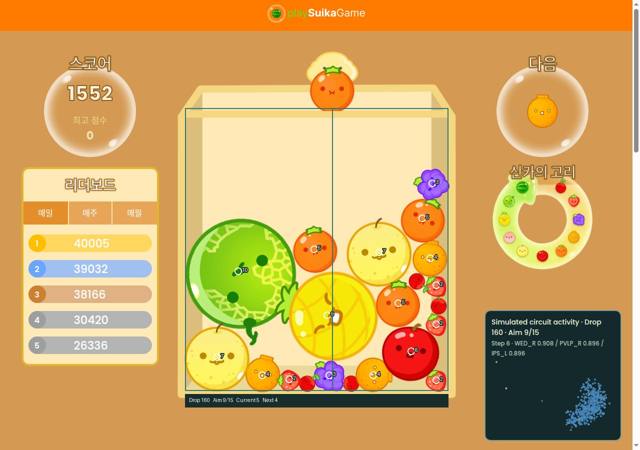 playSuikaGame
스코어
1552
최고 점수
0
다음
신카의 고리
리더보드
매일
매주
매월
1 40005
2 39032
3 38166
4 30420
5 26336
Simulated circuit activity · Drop
160 · Aim 9/15
Step 6 · WED_R 0.908 / PVLP_R 0.896 /
IPS_L 0.896
Drop 160 Aim 9/15 Current 5 Next 4